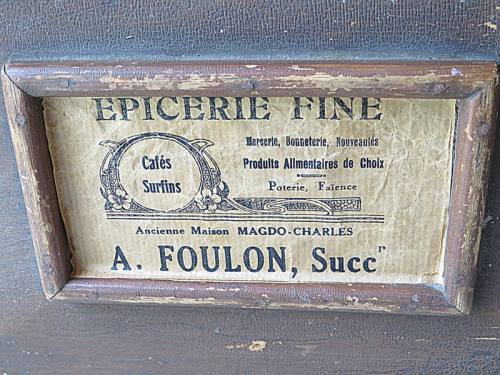 EPICERIE FINE
Cafés
Surfins
Mercerie, Bonneterie, Nouveautés
Produits Alimentaires de Choix
Poterie, Faïence
Ancienne Maison MAGDO-CHARLES
A. FOULON, Succʳ